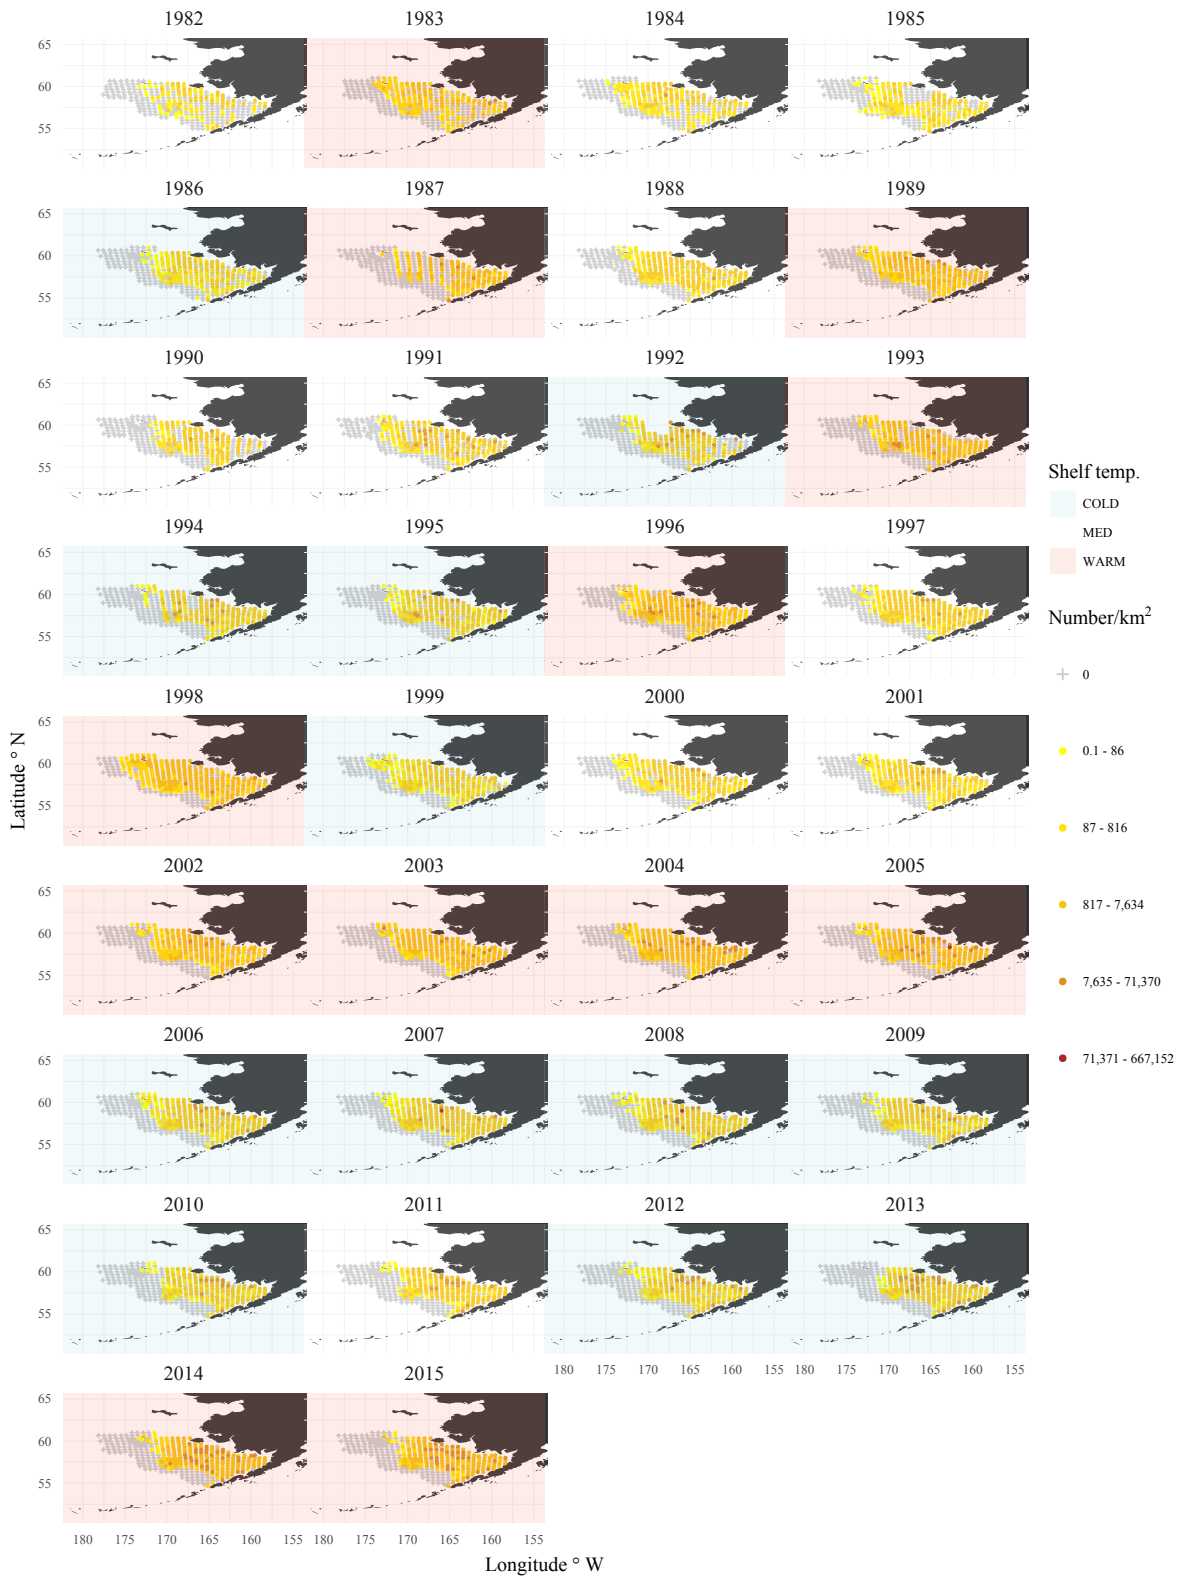 1982 1983 1984 1985
65
60
55
1986 1987 1988 1989
65
60
55
1990 1991 1992 1993
65
60
55
1994 1995 1996 1997
65
60
55
1998 1999 2000 2001
65
60
55
2002 2003 2004 2005
65
60
55
2006 2007 2008 2009
65
60
55
2010 2011 2012 2013
65
60
55
180 175 170 165 160 155 180 175 170 165 160 155
2014 2015
65
60
55
180 175 170 165 160 155 180 175 170 165 160 155
Longitude ° W
Latitude ° N
Shelf temp.
COLD
MED
WARM
Number/km²
0
0.1 - 86
87 - 816
817 - 7,634
7,635 - 71,370
71,371 - 667,152